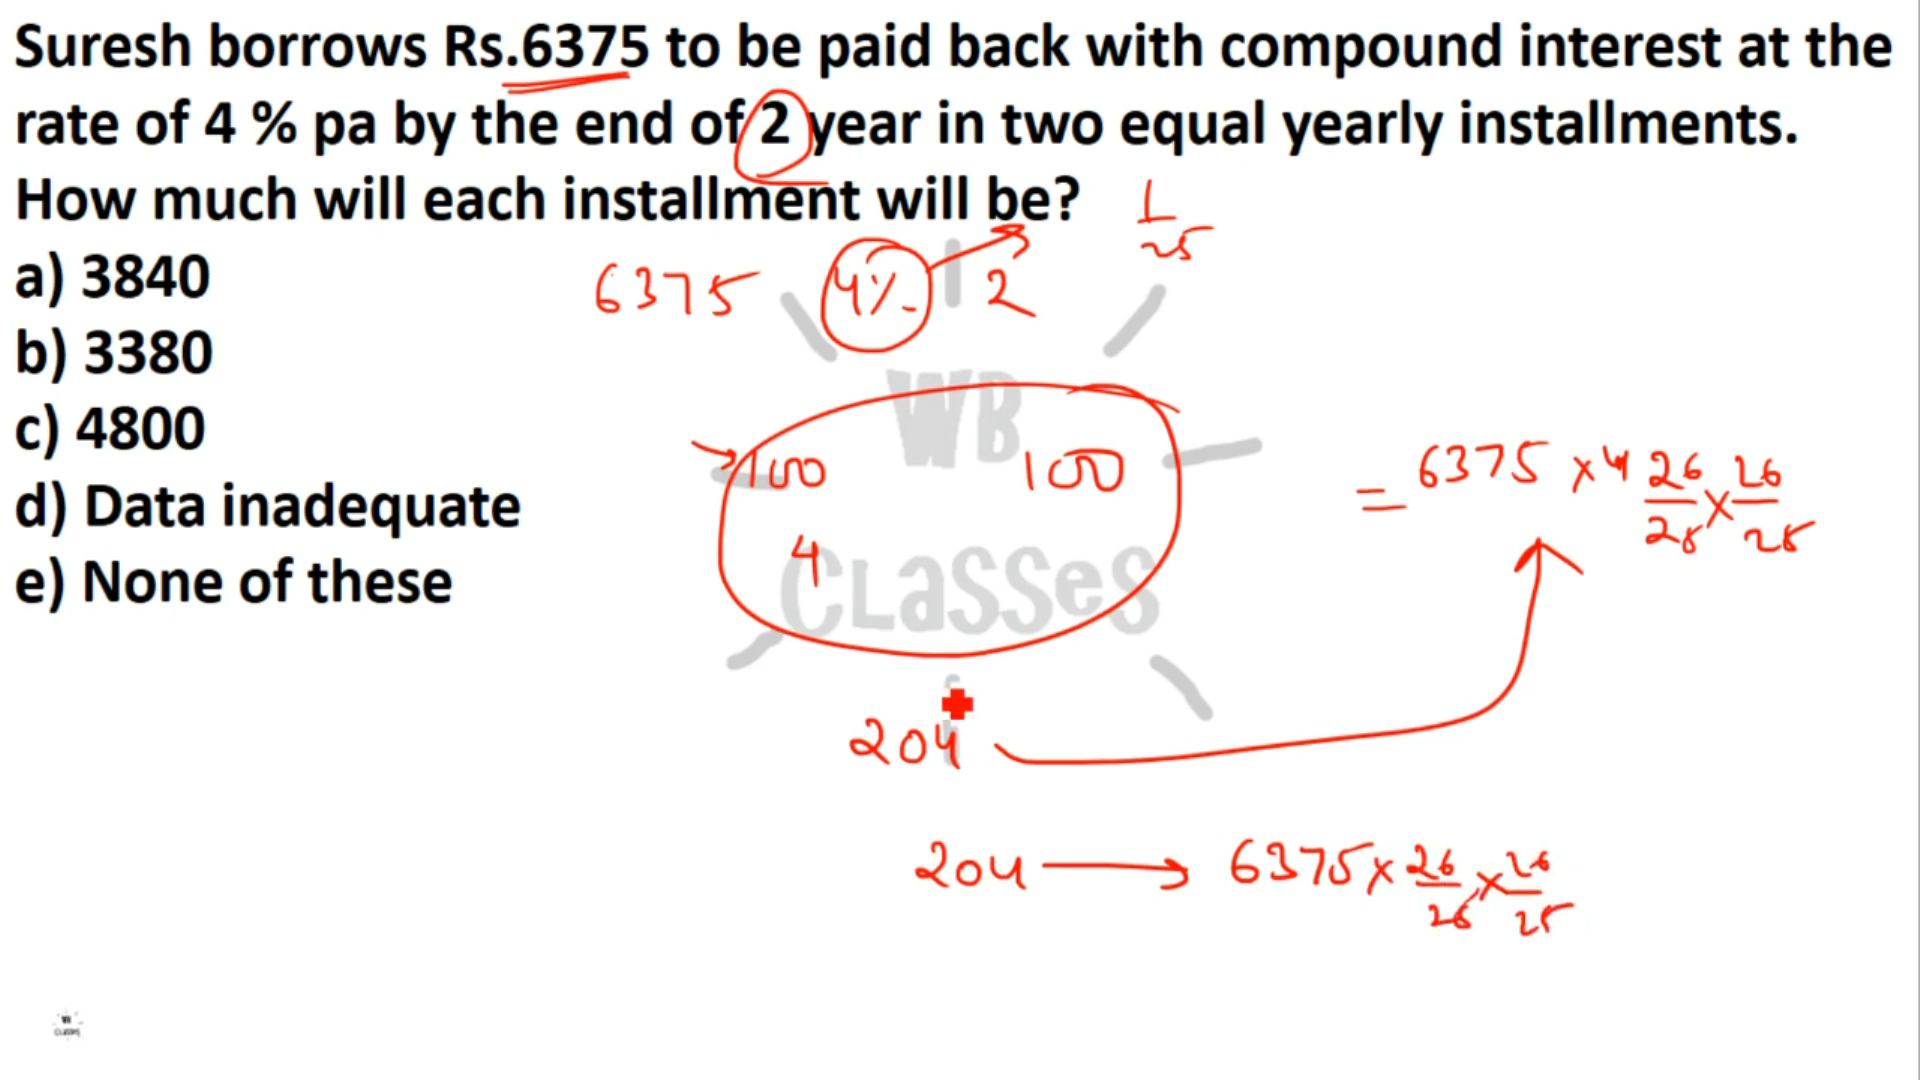 Suresh borrows Rs.6375 to be paid back with compound interest at the
rate of 4 % pa by the end of 2 year in two equal yearly installments.
How much will each installment will be?
1/25
a) 3840
6375 4% 2
b) 3380
WB
c) 4800
100 100
= 6375 × 4 26/25 × 26/25
d) Data inadequate
4
CLasses
e) None of these
204
204 → 6375 × 26/25 × 26/25
WB
CLasses